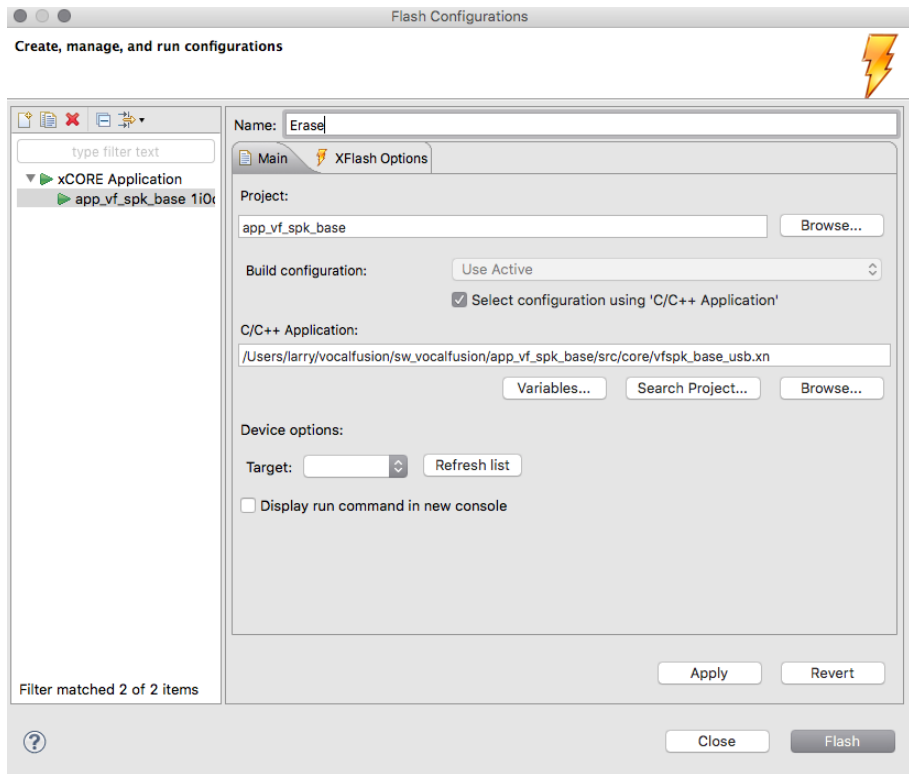 Flash Configurations
Create, manage, and run configurations
type filter text
xCORE Application
app_vf_spk_base
Filter matched 2 of 2 items
Name: Erase
Main XFlash Options
Project:
app_vf_spk_base Browse...
Build configuration: Use Active
Select configuration using 'C/C++ Application'
C/C++ Application:
/Users/larry/vocalfusion/sw_vocalfusion/app_vf_spk_base/src/core/vfspk_base_usb.xn
Variables... Search Project... Browse...
Device options:
Target: Refresh list
Display run command in new console
Apply Revert
? Close Flash